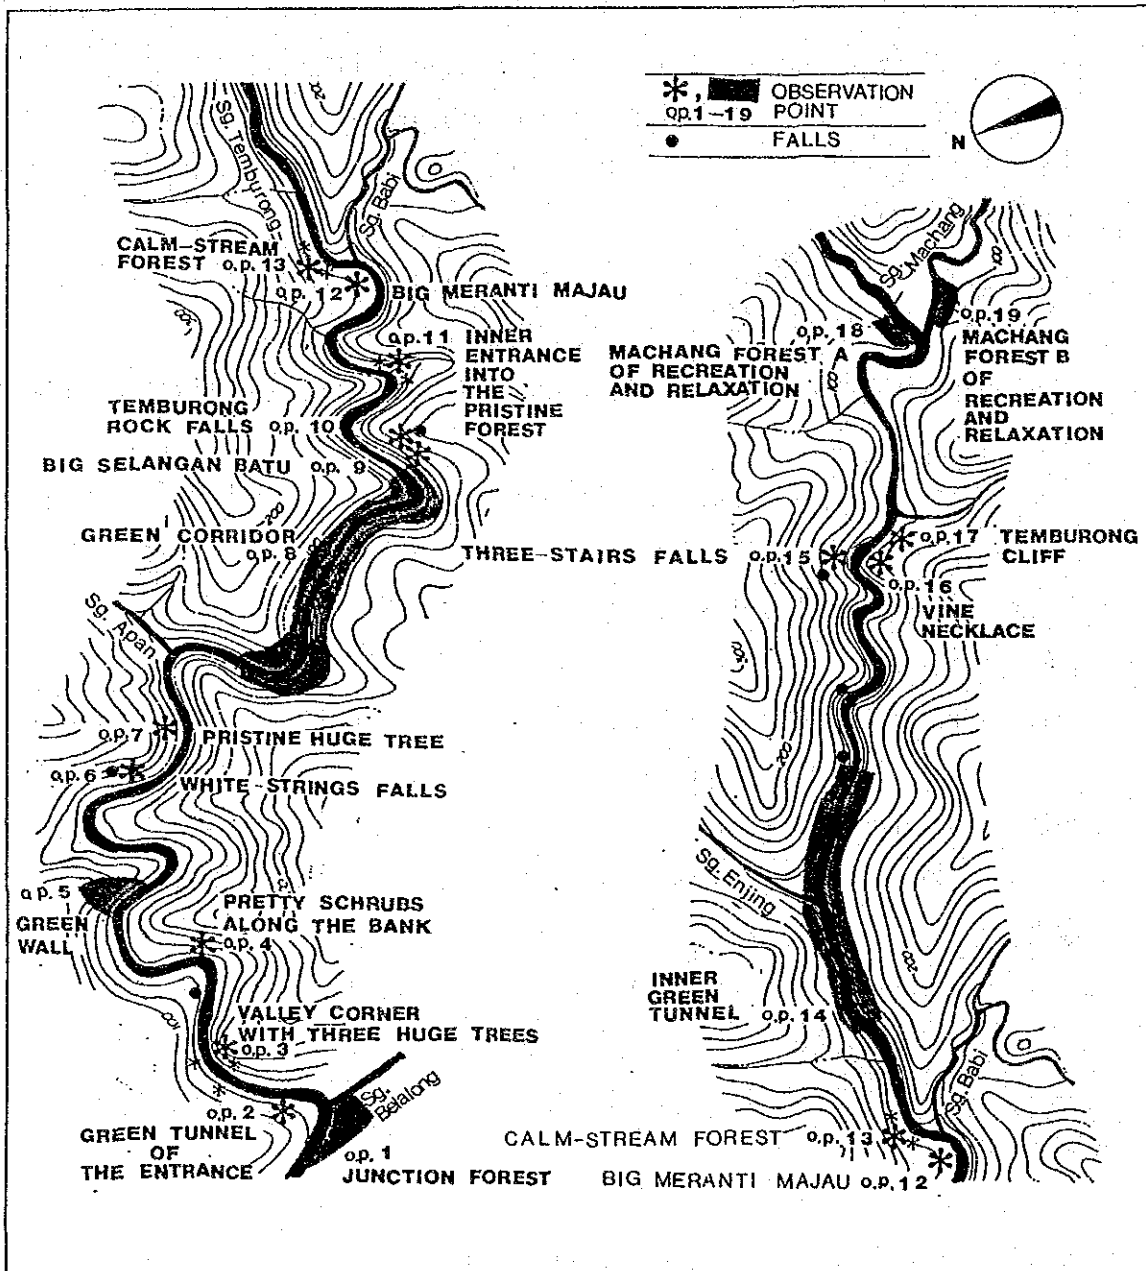 OBSERVATION
op.1-19 POINT
FALLS
N
Sg. Temburong
Sg. Babi
CALM-STREAM
FOREST o.p. 13
o.p. 12
BIG MERANTI MAJAU
o.p. 11
INNER
ENTRANCE
INTO
THE
PRISTINE
FOREST
TEMBURONG
ROCK FALLS o.p. 10
BIG SELANGAN BATU o.p. 9
200
GREEN CORRIDOR
o.p. 8
Sg. Apan
o.p. 7 PRISTINE HUGE TREE
o.p. 6
WHITE-STRINGS FALLS
o.p. 5
GREEN
WALL
PRETTY SCHRUBS
ALONG THE BANK
o.p. 4
100
VALLEY CORNER
WITH THREE HUGE TREES
o.p. 3
o.p. 2
Sg.
Belalong
GREEN TUNNEL
OF
THE ENTRANCE
o.p. 1
JUNCTION FOREST
Sg. Machang
o.p. 18
o.p. 19
MACHANG FOREST A
OF RECREATION
AND RELAXATION
MACHANG
FOREST B
OF
RECREATION
AND
RELAXATION
THREE-STAIRS FALLS o.p. 15
o.p. 17 TEMBURONG
CLIFF
o.p. 16
VINE
NECKLACE
200
Sg. Enjing
200
INNER
GREEN
TUNNEL o.p. 14
Sg. Babi
CALM-STREAM FOREST o.p. 13
BIG MERANTI MAJAU o.p. 12